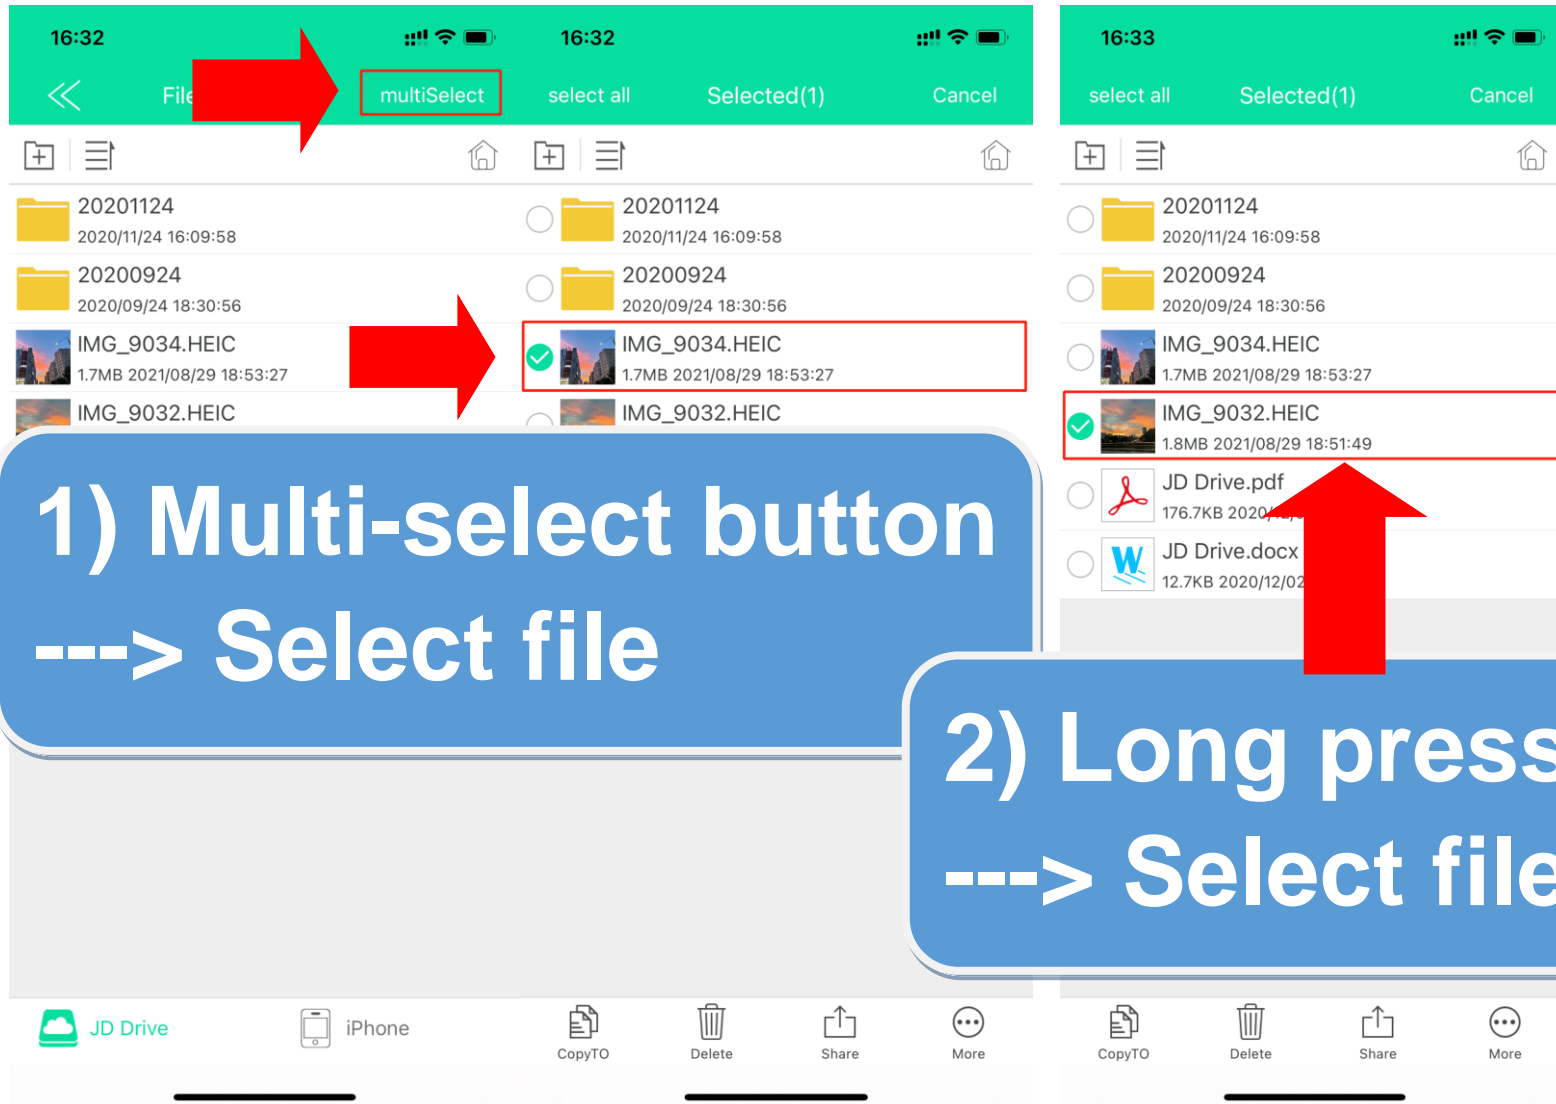 16:32
File
multiSelect
20201124
2020/11/24 16:09:58
20200924
2020/09/24 18:30:56
IMG_9034.HEIC
1.7MB 2021/08/29 18:53:27
IMG_9032.HEIC
JD Drive
iPhone
16:32
select all
Selected(1)
Cancel
20201124
2020/11/24 16:09:58
20200924
2020/09/24 18:30:56
IMG_9034.HEIC
1.7MB 2021/08/29 18:53:27
IMG_9032.HEIC
CopyTO
Delete
Share
More
1) Multi-select button
---> Select file
16:33
select all
Selected(1)
Cancel
20201124
2020/11/24 16:09:58
20200924
2020/09/24 18:30:56
IMG_9034.HEIC
1.7MB 2021/08/29 18:53:27
IMG_9032.HEIC
1.8MB 2021/08/29 18:51:49
JD Drive.pdf
176.7KB
JD Drive.docx
12.7KB 2020/12/02
CopyTO
Delete
Share
More
2) Long press
---> Select file